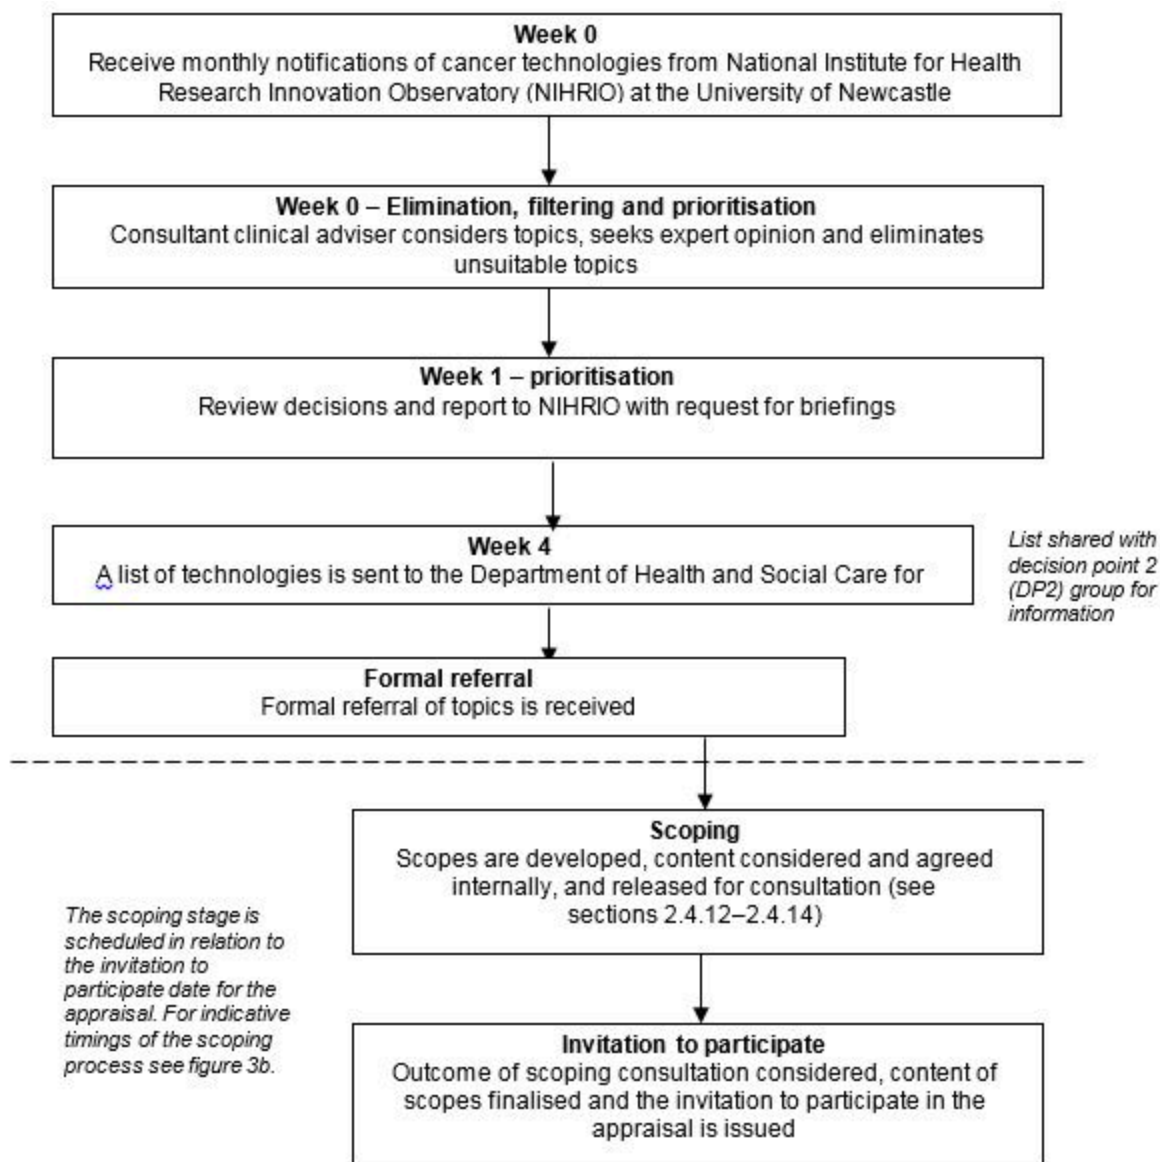 Week 0
Receive monthly notifications of cancer technologies from National Institute for Health
Research Innovation Observatory (NIHRIO) at the University of Newcastle
Week 0 – Elimination, filtering and prioritisation
Consultant clinical adviser considers topics, seeks expert opinion and eliminates
unsuitable topics
Week 1 – prioritisation
Review decisions and report to NIHRIO with request for briefings
Week 4
A list of technologies is sent to the Department of Health and Social Care for
List shared with
decision point 2
(DP2) group for
information
Formal referral
Formal referral of topics is received
Scoping
Scopes are developed, content considered and agreed
internally, and released for consultation (see
sections 2.4.12–2.4.14)
The scoping stage is
scheduled in relation to
the invitation to
participate date for the
appraisal. For indicative
timings of the scoping
process see figure 3b.
Invitation to participate
Outcome of scoping consultation considered, content of
scopes finalised and the invitation to participate in the
appraisal is issued